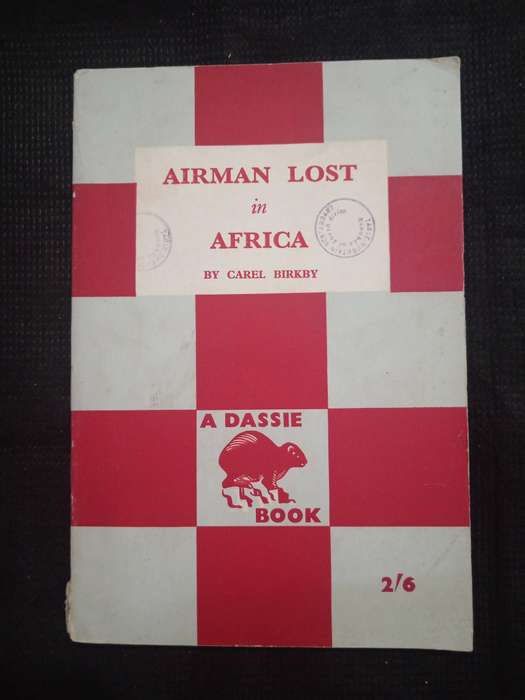 AIRMAN LOST
in
AFRICA
BY CAREL BIRKBY
A DASSIE
BOOK
2/6